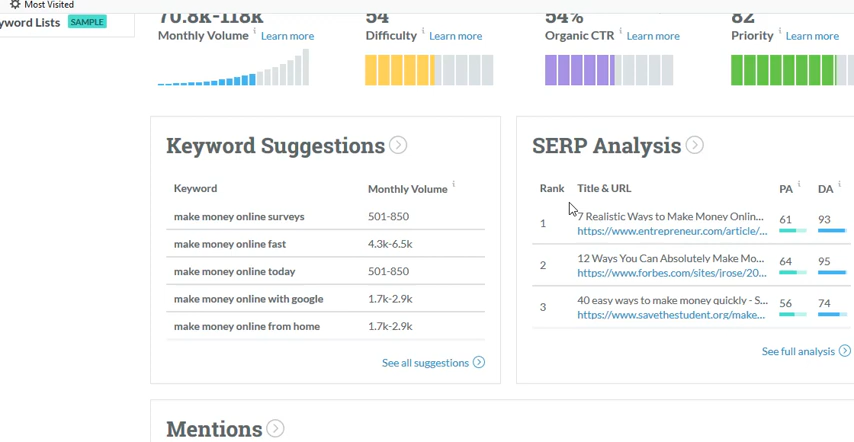 Most Visited
yword Lists SAMPLE
70.8k-118k 54 54% 82
Monthly Volume i Learn more Difficulty i Learn more Organic CTR i Learn more Priority i Learn more
Keyword Suggestions
Keyword Monthly Volume i
make money online surveys 501-850
make money online fast 4.3k-6.5k
make money online today 501-850
make money online with google 1.7k-2.9k
make money online from home 1.7k-2.9k
See all suggestions
SERP Analysis
Rank Title & URL PA i DA i
1 7 Realistic Ways to Make Money Onlin... 61 93
https://www.entrepreneur.com/article/...
2 12 Ways You Can Absolutely Make Mo... 64 95
https://www.forbes.com/sites/jrose/20...
3 40 easy ways to make money quickly - S... 56 74
https://www.savethestudent.org/make...
See full analysis
Mentions